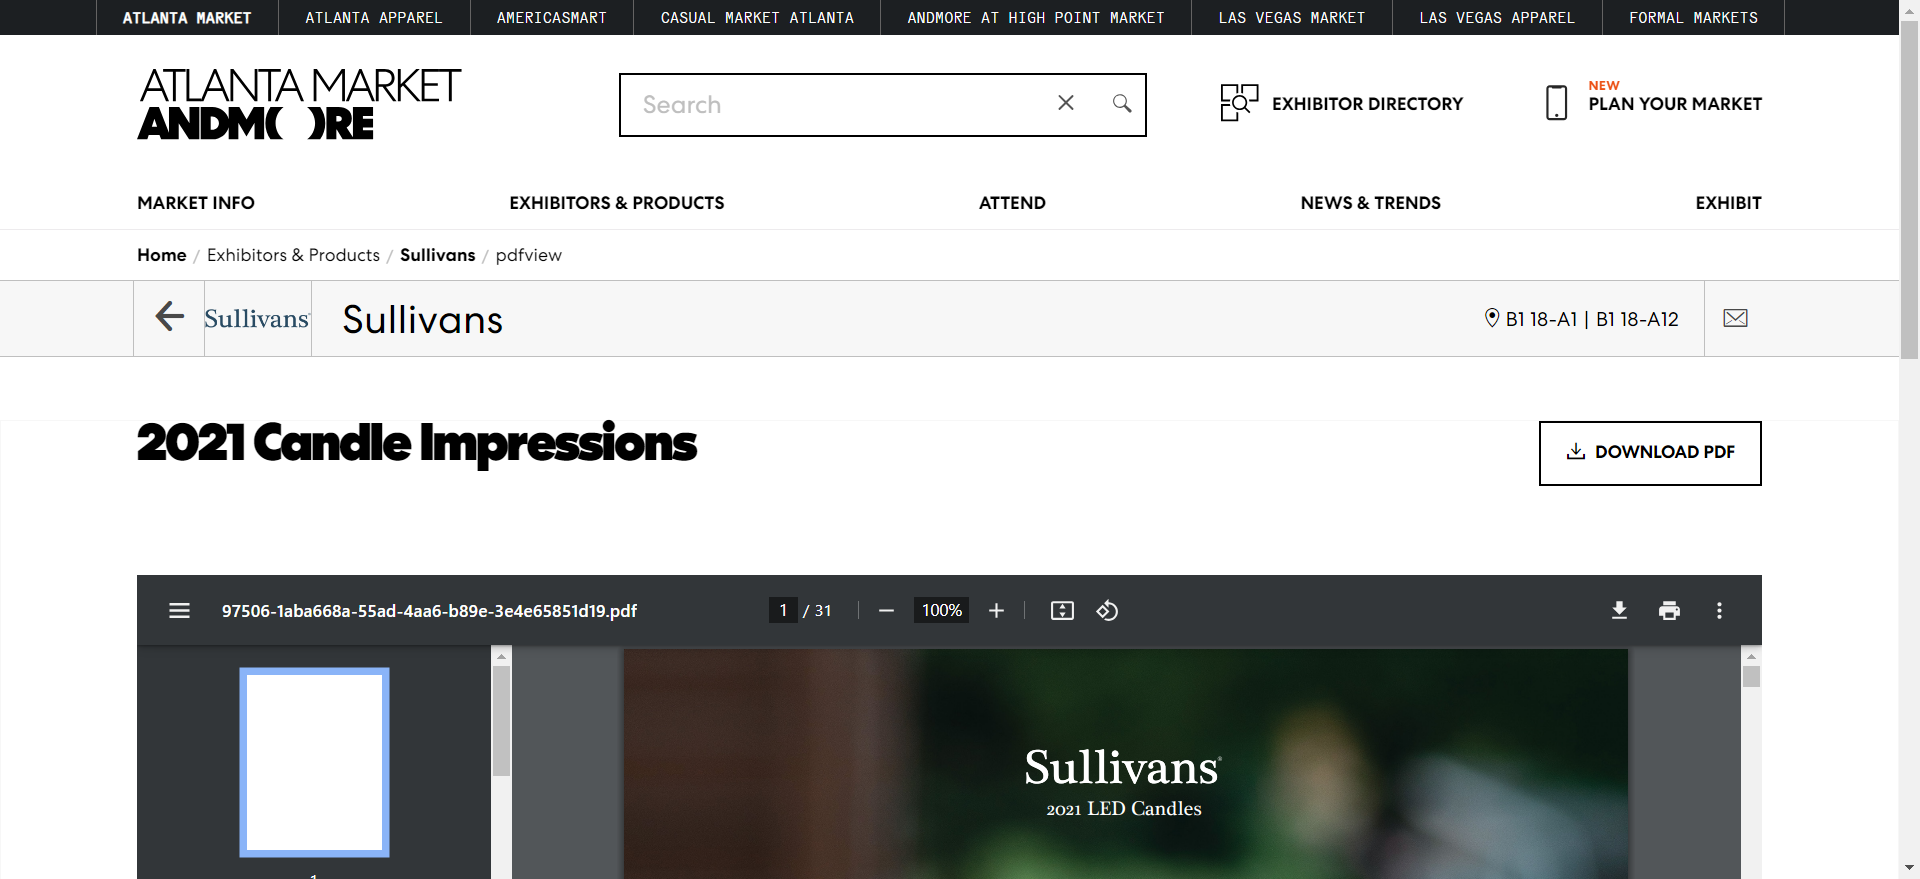 ATLANTA MARKET
ATLANTA APPAREL
AMERICASMART
CASUAL MARKET ATLANTA
ANDMORE AT HIGH POINT MARKET
LAS VEGAS MARKET
LAS VEGAS APPAREL
FORMAL MARKETS
ATLANTA MARKET
ANDMORE
Search
EXHIBITOR DIRECTORY
NEW
PLAN YOUR MARKET
MARKET INFO
EXHIBITORS & PRODUCTS
ATTEND
NEWS & TRENDS
EXHIBIT
Home / Exhibitors & Products / Sullivans / pdfview
Sullivans
Sullivans
B1 18-A1 | B1 18-A12
2021 Candle Impressions
DOWNLOAD PDF
97506-1aba668a-55ad-4aa6-b89e-3e4e65851d19.pdf
1 / 31
100%
Sullivans
2021 LED Candles
1